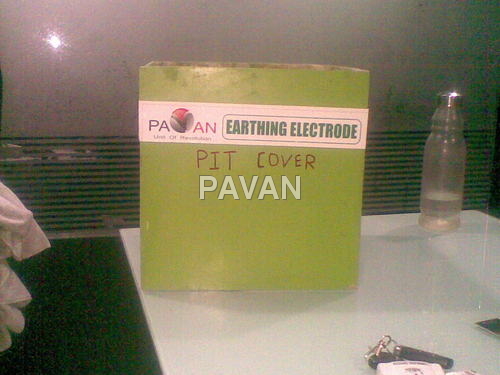 PAVAN
Unit Of Revolution
EARTHING ELECTRODE
PIT COVER
PAVAN